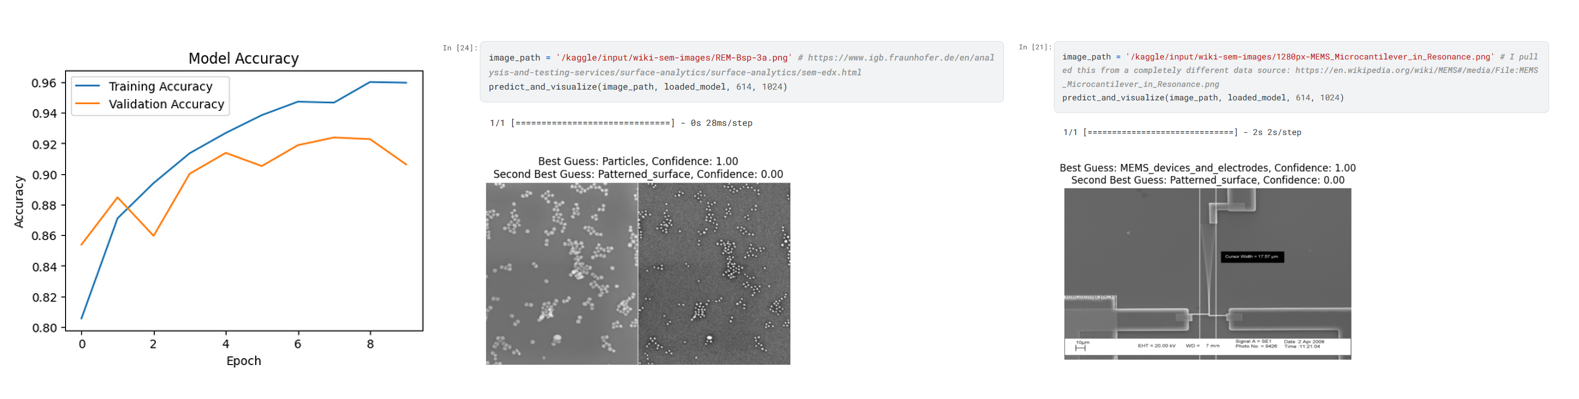 Model Accuracy
Training Accuracy
Validation Accuracy
0.96
0.94
0.92
0.90
0.88
0.86
0.84
0.82
0.80
Accuracy
0 2 4 6 8
Epoch
In [24]:
image_path = '/kaggle/input/wiki-sem-images/REM-Bsp-3a.png' # https://www.igb.fraunhofer.de/en/anal
ysis-and-testing-services/surface-analytics/surface-analytics/sem-edx.html
predict_and_visualize(image_path, loaded_model, 614, 1024)
1/1 [==============================] - 0s 28ms/step
Best Guess: Particles, Confidence: 1.00
Second Best Guess: Patterned_surface, Confidence: 0.00
In [21]:
image_path = '/kaggle/input/wiki-sem-images/1280px-MEMS_Microcantilever_in_Resonance.png' # I pull
ed this from a completely different data source: https://en.wikipedia.org/wiki/MEMS#/media/File:MEMS
_Microcantilever_in_Resonance.png
predict_and_visualize(image_path, loaded_model, 614, 1024)
1/1 [==============================] - 2s 2s/step
Best Guess: MEMS_devices_and_electrodes, Confidence: 1.00
Second Best Guess: Patterned_surface, Confidence: 0.00
Cursor Width = 17.57 µm
10µm
EHT = 20.00 kV
WD = 7 mm
Signal A = SE1
Photo No. = 9426
Date :2 Apr 2008
Time :11:21:04